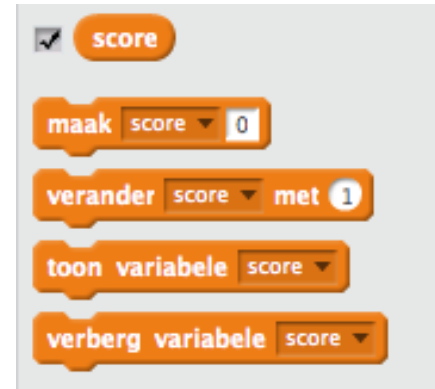 score
maak score 0
verander score met 1
toon variabele score
verberg variabele score